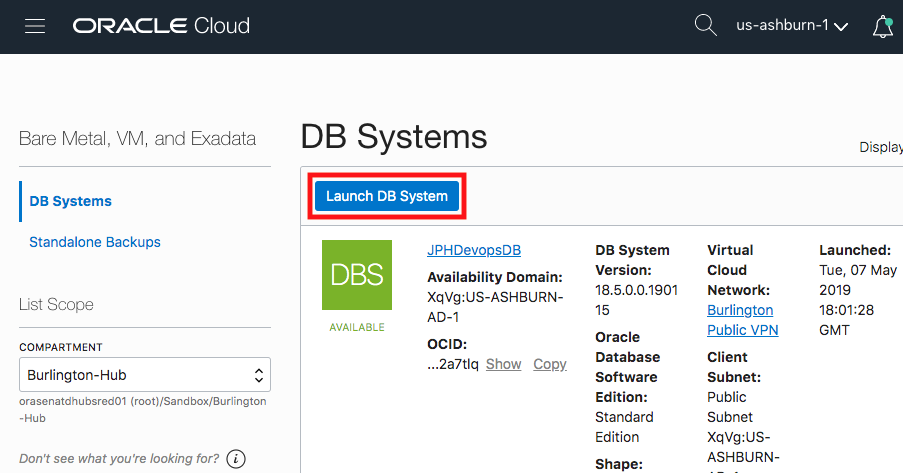 ORACLE Cloud
us-ashburn-1
Bare Metal, VM, and Exadata
DB Systems
Standalone Backups
List Scope
COMPARTMENT
Burlington-Hub
orasenatdhubsred01 (root)/Sandbox/Burlington
-Hub
Don't see what you're looking for?
DB Systems
Display
Launch DB System
DBS
AVAILABLE
JPHDevopsDB
Availability Domain:
XqVg:US-ASHBURN-
AD-1
OCID:
...2a7tlq Show Copy
DB System
Version:
18.5.0.0.1901
15
Oracle
Database
Software
Edition:
Standard
Edition
Shape:
Virtual
Cloud
Network:
Burlington
Public VPN
Client
Subnet:
Public
Subnet
XqVg:US-
ASHBURN-
Launched:
Tue, 07 May
2019
18:01:28
GMT